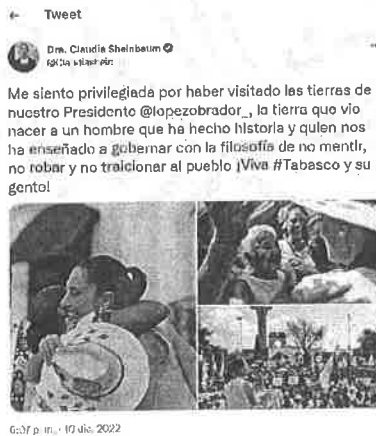 Tweet
Dra. Claudia Sheinbaum
Me siento privilegiada por haber visitado las tierras de
nuestro Presidente @lopezobrador_, la tierra que vio
nacer a un hombre que ha hecho historia y quien nos
ha enseñado a gobernar con la filosofía de no mentir,
no robar y no traicionar al pueblo ¡Viva #Tabasco y su
gente!
p. m. · 10 dic. 2022